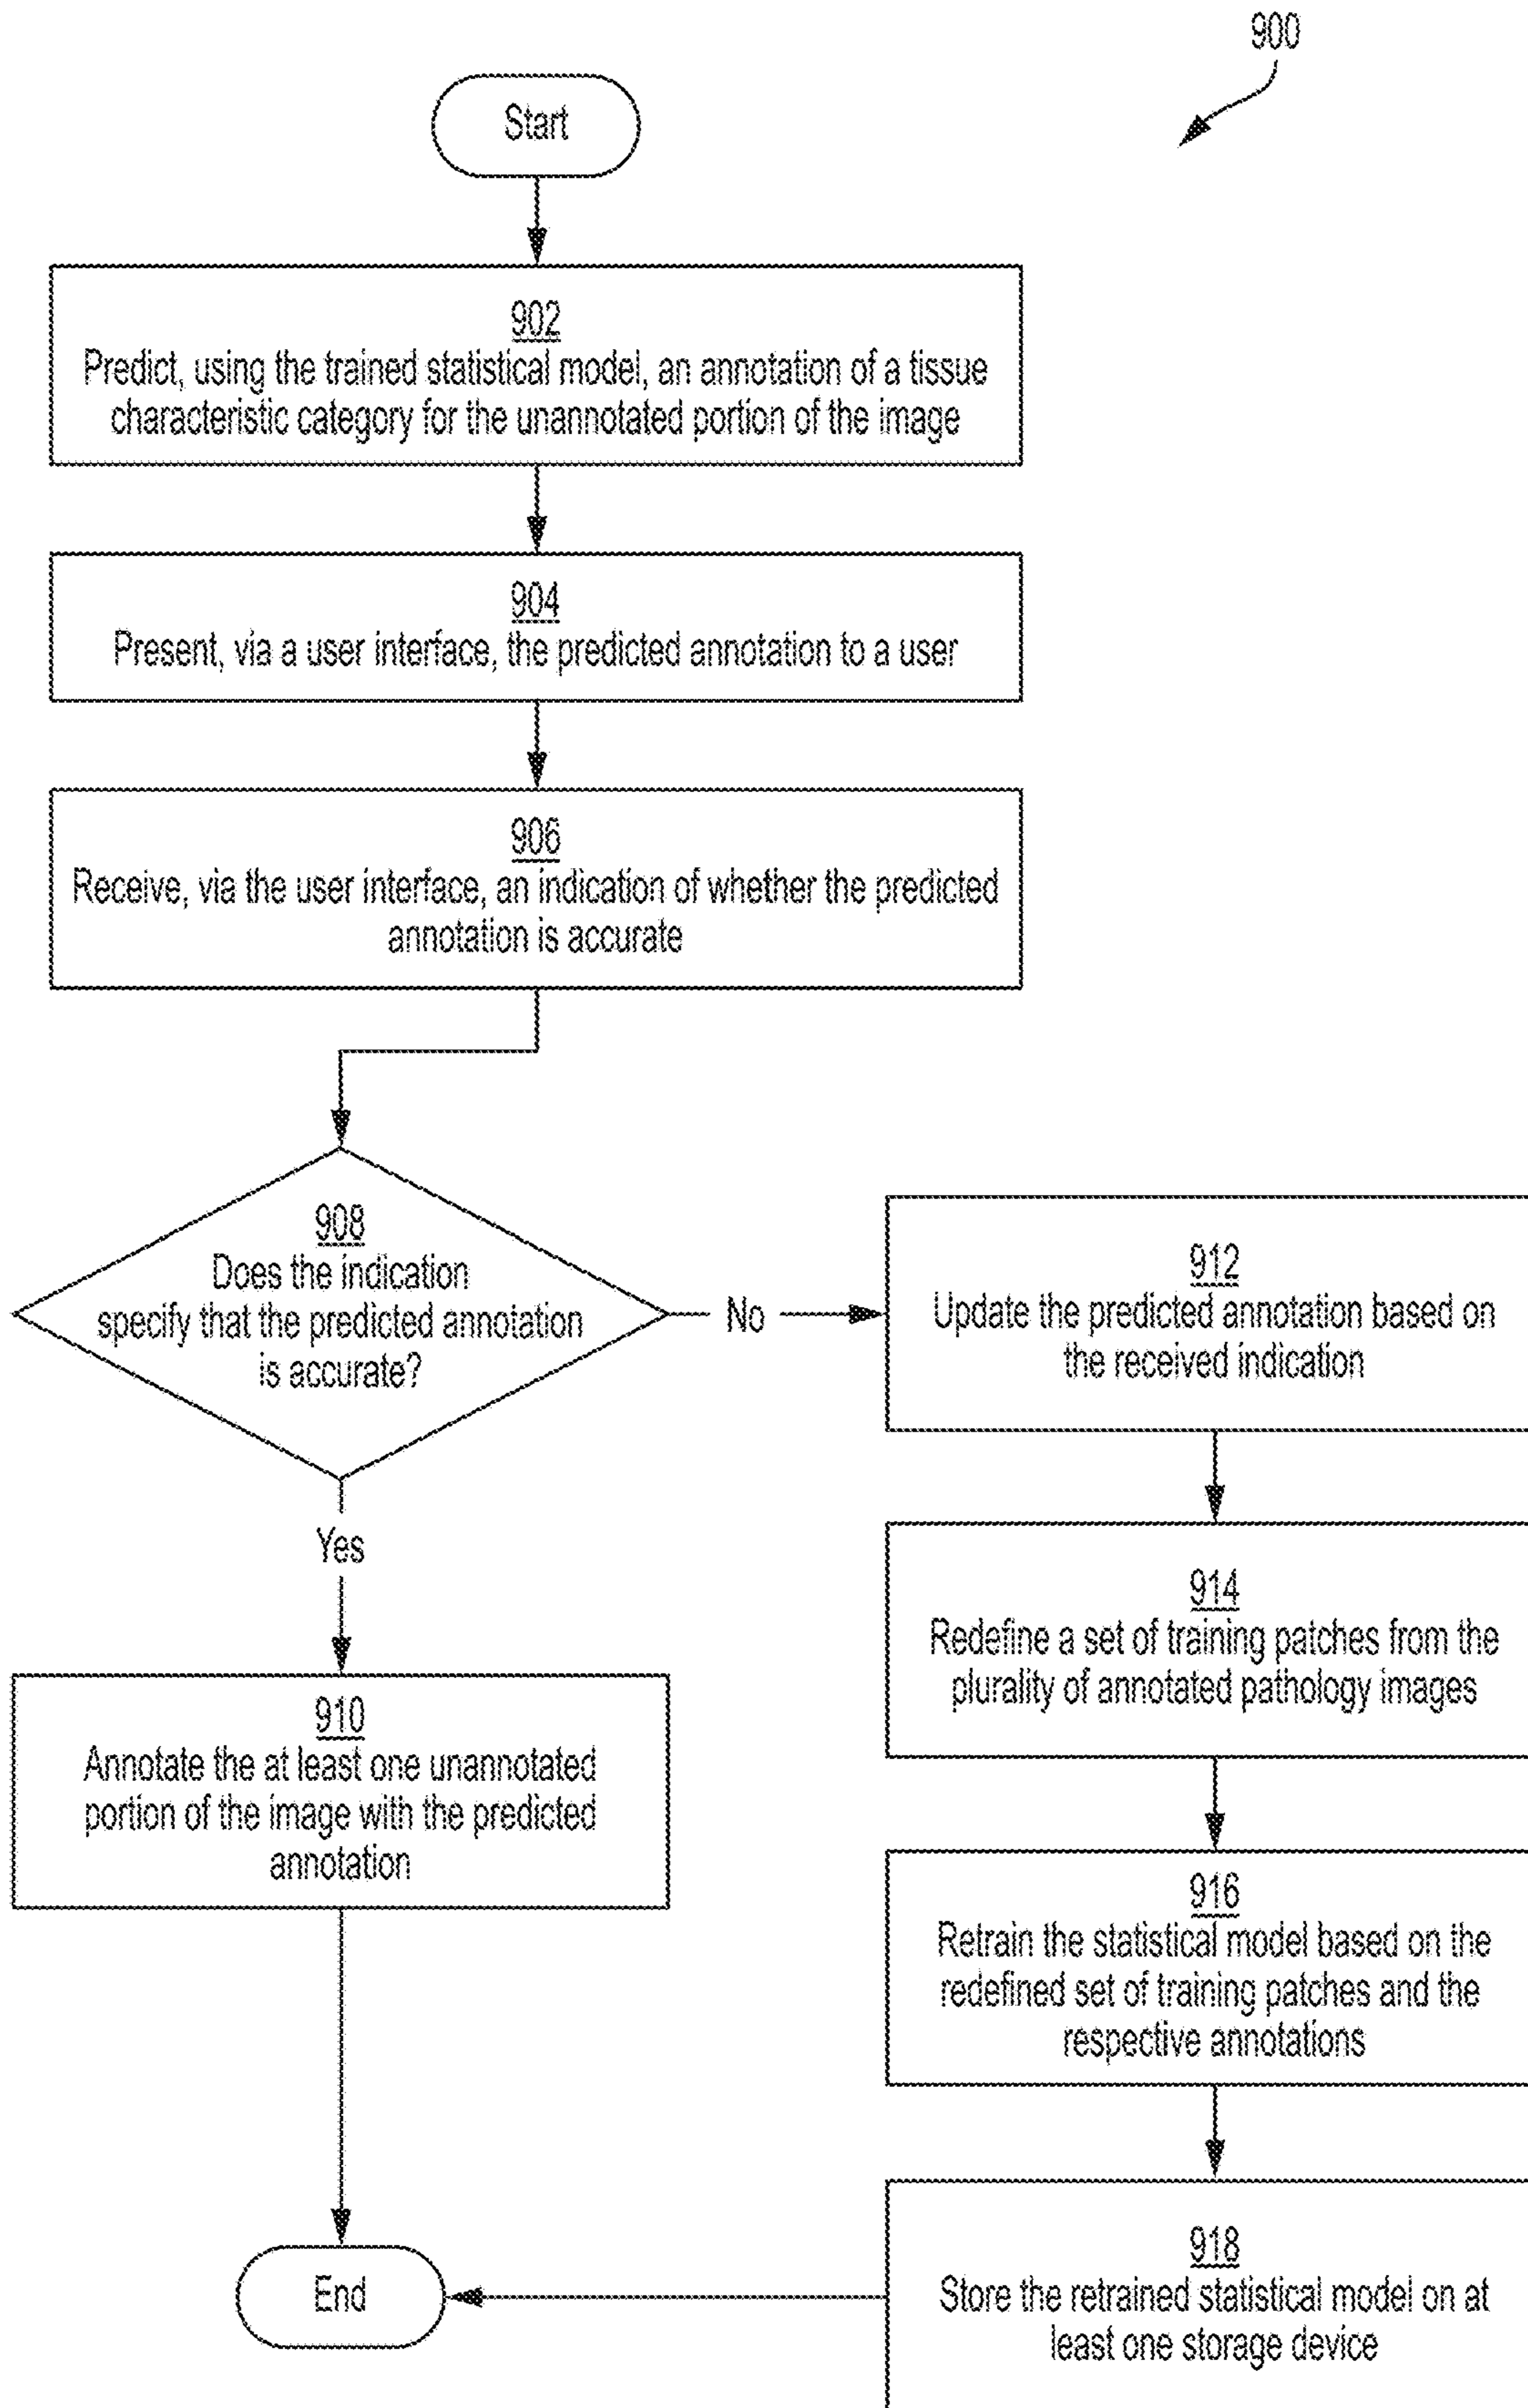 900
Start
902
Predict, using the trained statistical model, an annotation of a tissue
characteristic category for the unannotated portion of the image
904
Present, via a user interface, the predicted annotation to a user
906
Receive, via the user interface, an indication of whether the predicted
annotation is accurate
908
Does the indication
specify that the predicted annotation
is accurate?
No
Yes
910
Annotate the at least one unannotated
portion of the image with the predicted
annotation
912
Update the predicted annotation based on
the received indication
914
Redefine a set of training patches from the
plurality of annotated pathology images
916
Retrain the statistical model based on the
redefined set of training patches and the
respective annotations
918
Store the retrained statistical model on at
least one storage device
End